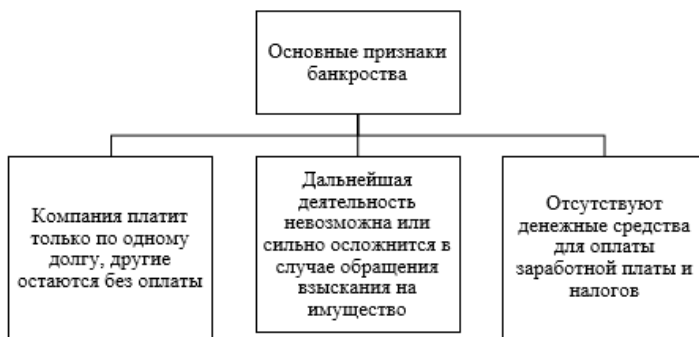 Основные признаки
банкроства
Компания платит
только по одному
долгу, другие
остаются без оплаты
Дальнейшая
деятельность
невозможна или
сильно осложнится в
случае обращения
взыскания на
имущество
Отсутствуют
денежные средства
для оплаты
заработной платы и
налогов